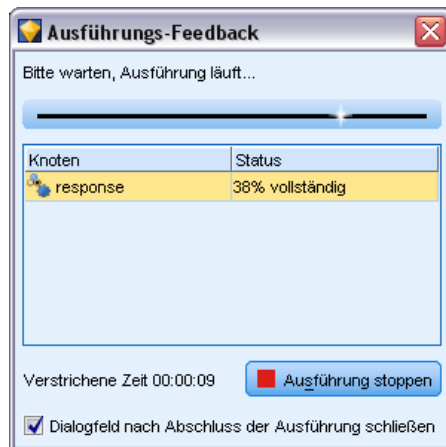 Ausführungs-Feedback
Bitte warten, Ausführung läuft...
Knoten Status
response 38% vollständig
Verstrichene Zeit 00:00:09 Ausführung stoppen
Dialogfeld nach Abschluss der Ausführung schließen